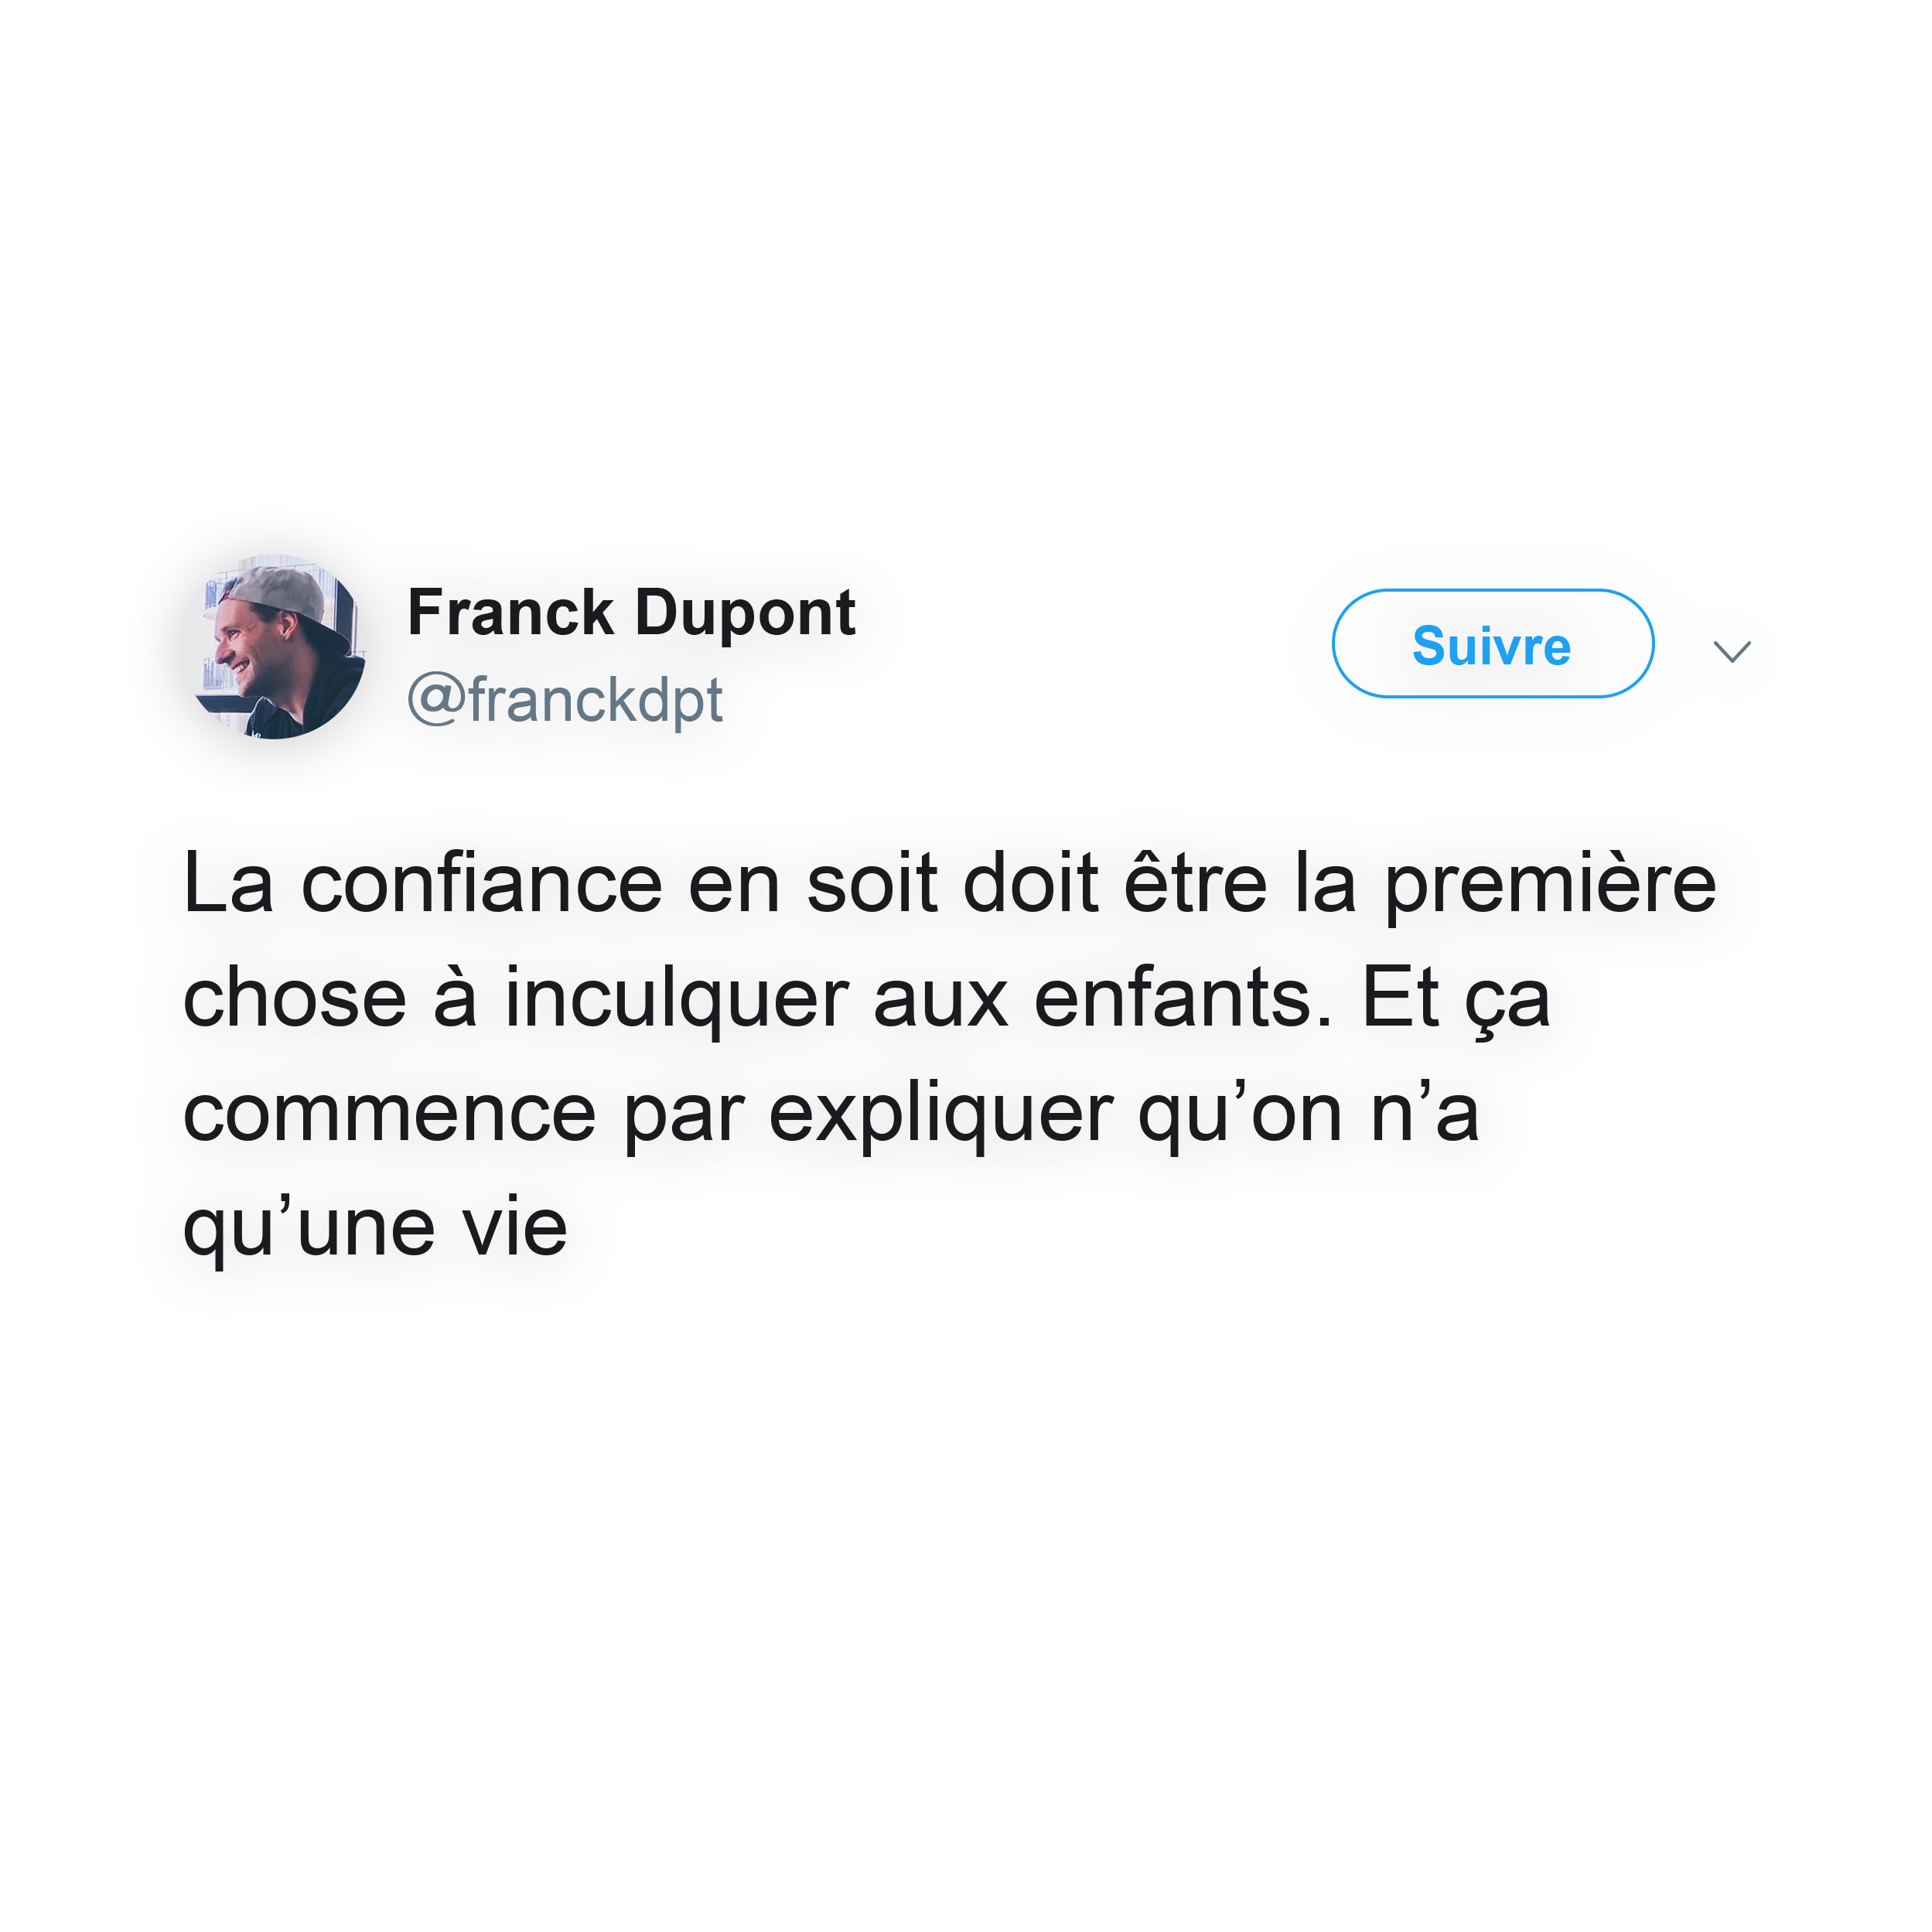 Franck Dupont
@franckdpt
Suivre
La confiance en soit doit être la première
chose à inculquer aux enfants. Et ça
commence par expliquer qu’on n’a
qu’une vie